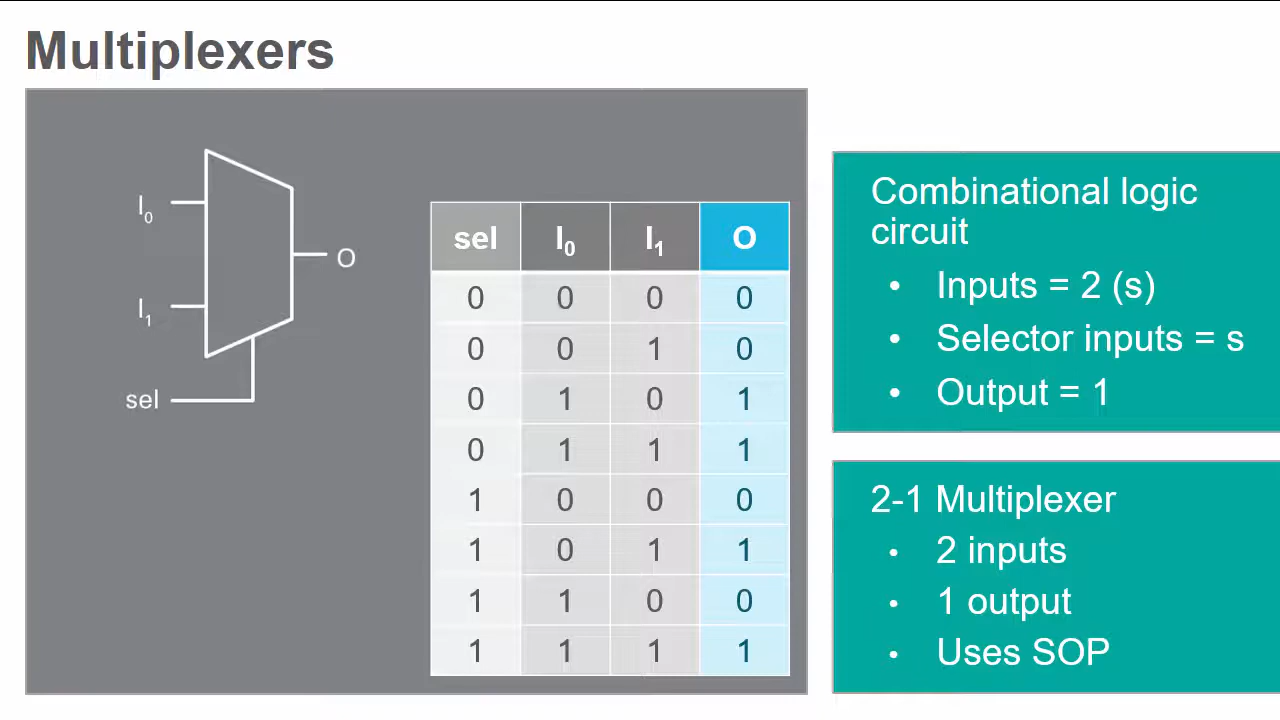 Multiplexers
I0
I1
sel
O
sel I0 I1 O
0 0 0 0
0 0 1 0
0 1 0 1
0 1 1 1
1 0 0 0
1 0 1 1
1 1 0 0
1 1 1 1
Combinational logic
circuit
• Inputs = 2 (s)
• Selector inputs = s
• Output = 1
2-1 Multiplexer
• 2 inputs
• 1 output
• Uses SOP